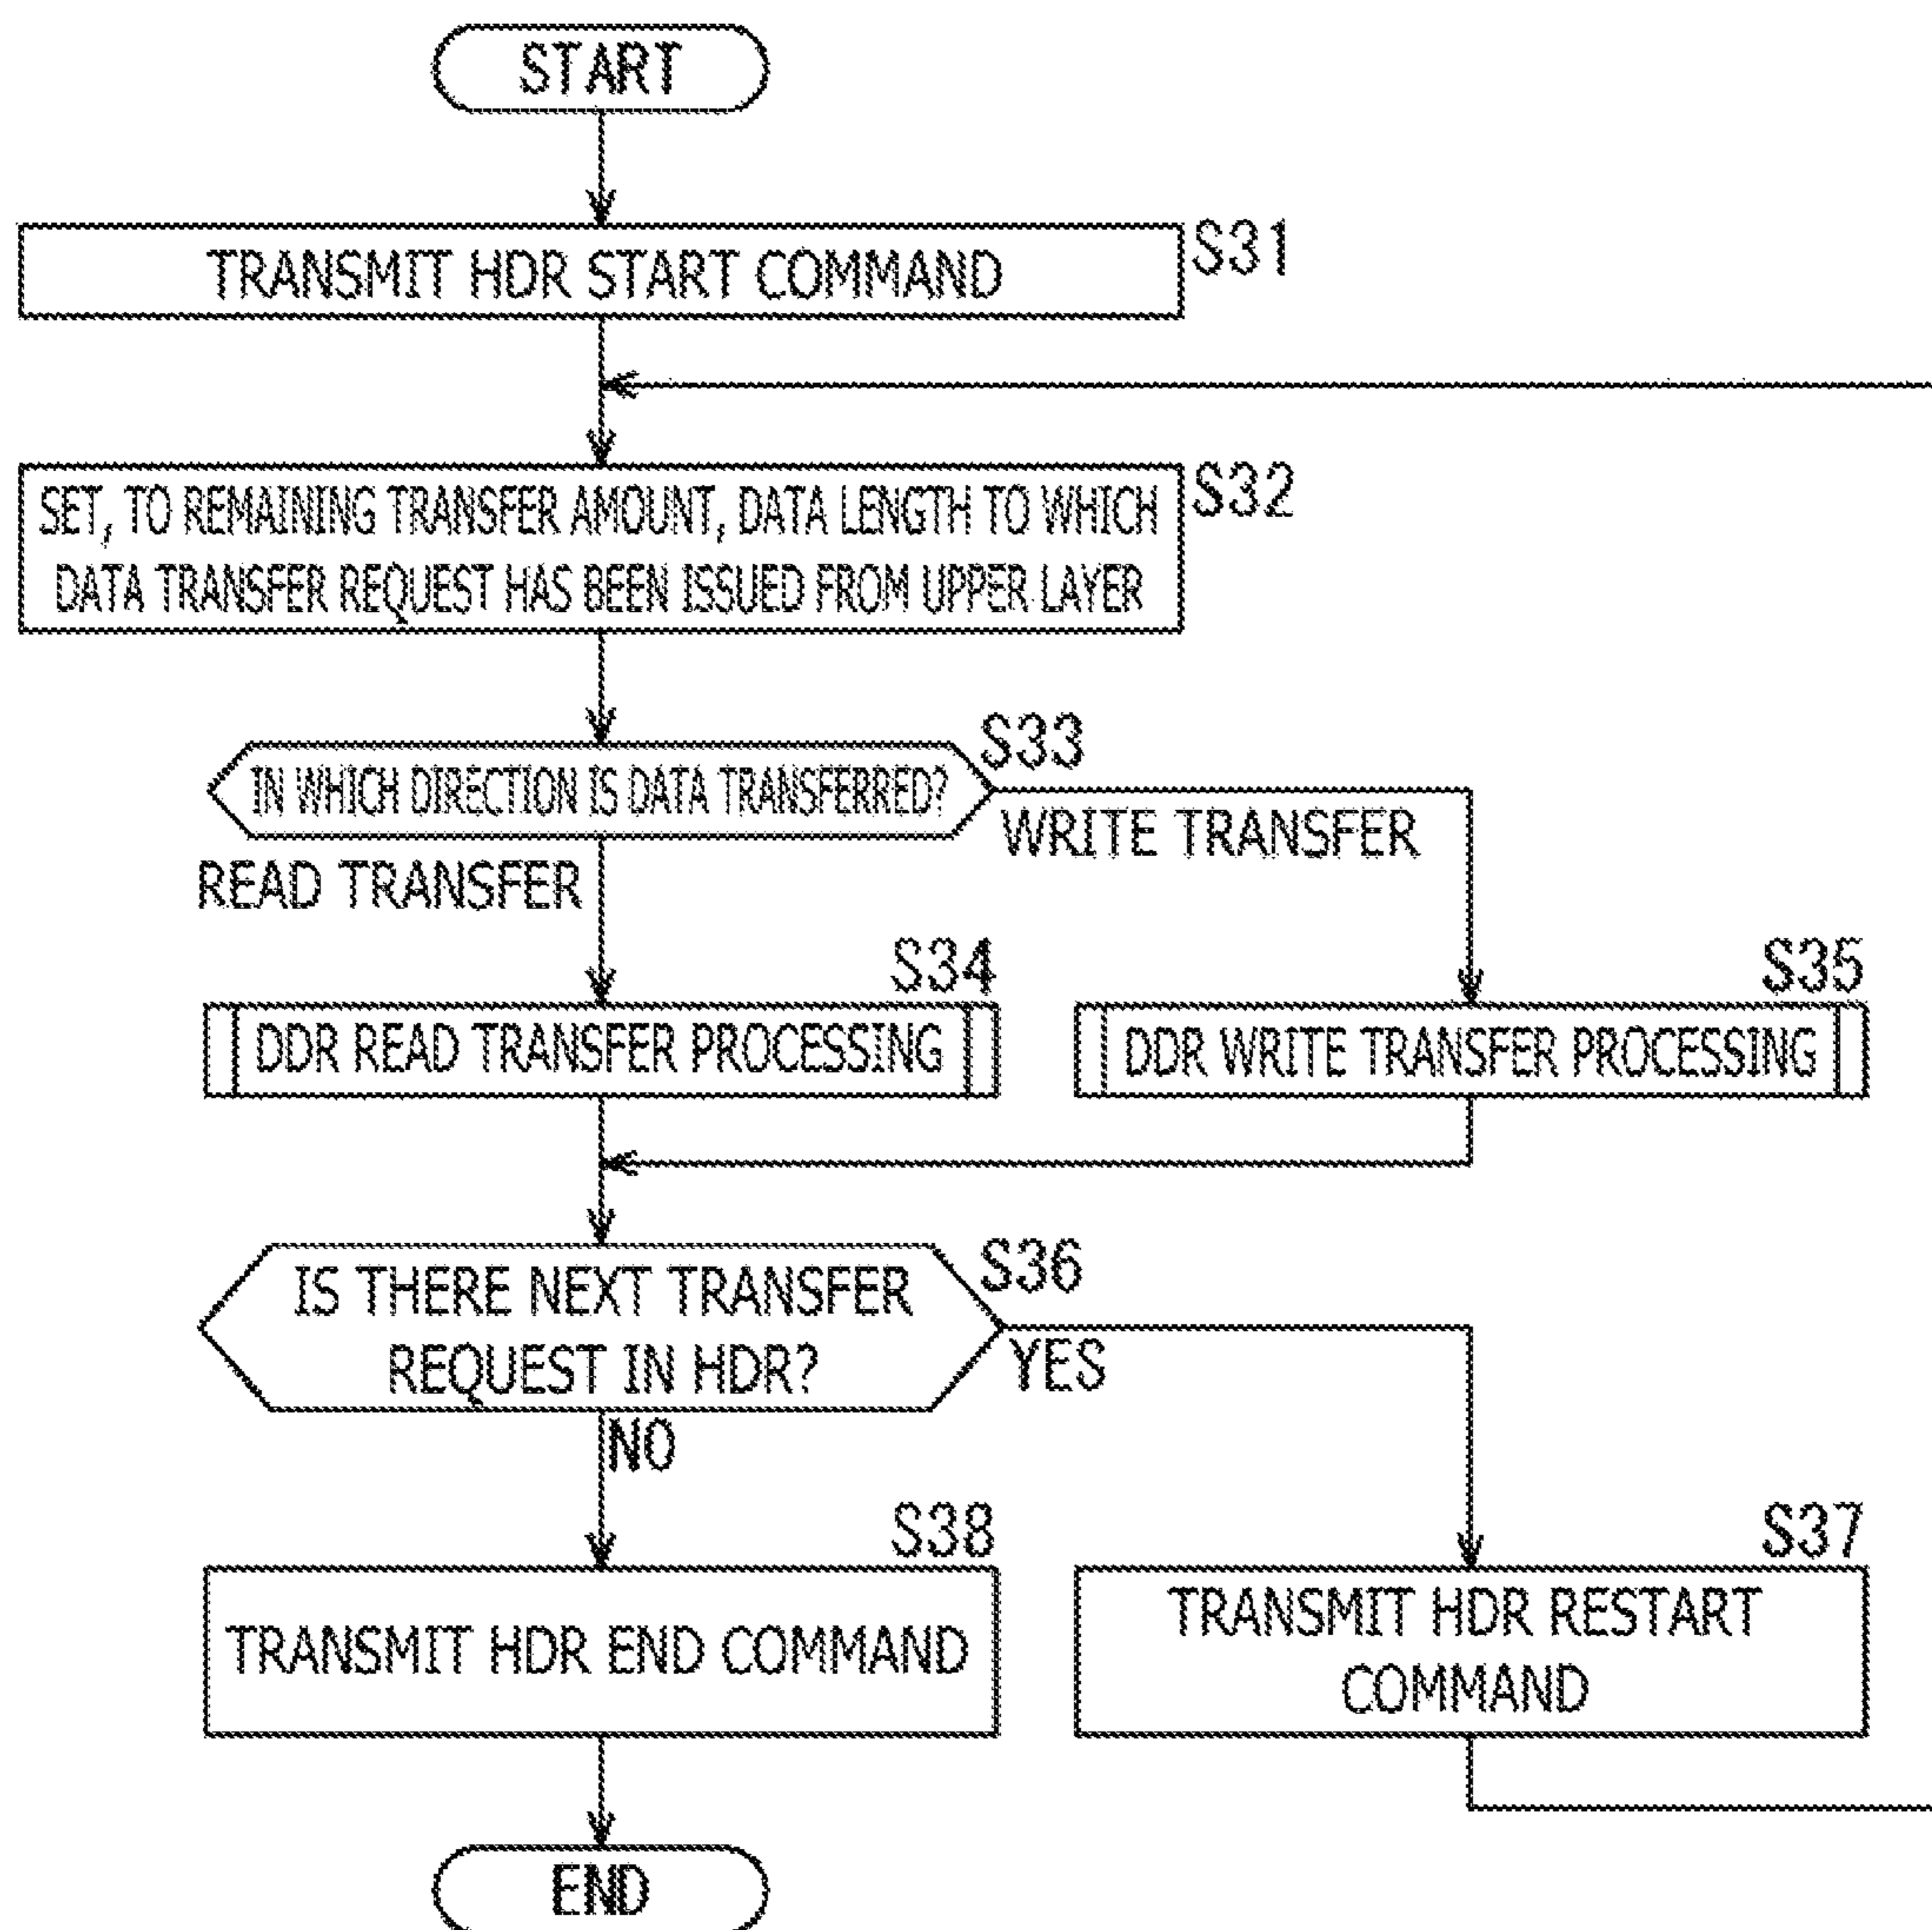 START
TRANSMIT HDR START COMMAND
S31
SET, TO REMAINING TRANSFER AMOUNT, DATA LENGTH TO WHICH
DATA TRANSFER REQUEST HAS BEEN ISSUED FROM UPPER LAYER
S32
IN WHICH DIRECTION IS DATA TRANSFERRED?
S33
WRITE TRANSFER
READ TRANSFER
S34
DDR READ TRANSFER PROCESSING
S35
DDR WRITE TRANSFER PROCESSING
IS THERE NEXT TRANSFER
REQUEST IN HDR?
S36
YES
NO
S38
TRANSMIT HDR END COMMAND
S37
TRANSMIT HDR RESTART
COMMAND
END